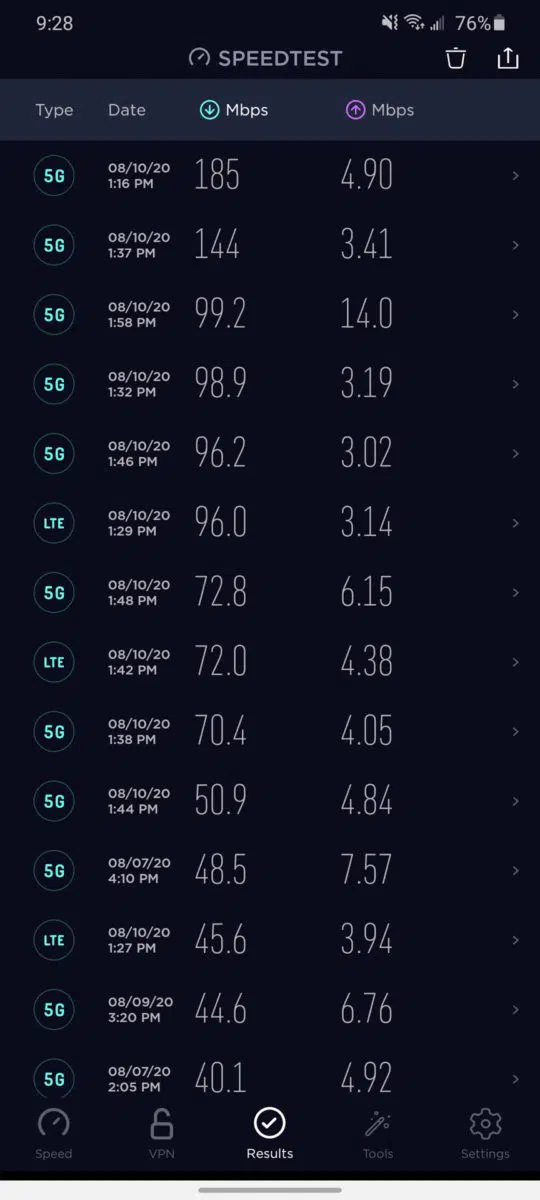 9:28 76%
SPEEDTEST
Type Date Mbps Mbps
5G 08/10/20 1:16 PM 185 4.90
5G 08/10/20 1:37 PM 144 3.41
5G 08/10/20 1:58 PM 99.2 14.0
5G 08/10/20 1:32 PM 98.9 3.19
5G 08/10/20 1:46 PM 96.2 3.02
LTE 08/10/20 1:29 PM 96.0 3.14
5G 08/10/20 1:48 PM 72.8 6.15
LTE 08/10/20 1:42 PM 72.0 4.38
5G 08/10/20 1:38 PM 70.4 4.05
5G 08/10/20 1:44 PM 50.9 4.84
5G 08/07/20 4:10 PM 48.5 7.57
LTE 08/10/20 1:27 PM 45.6 3.94
5G 08/09/20 3:20 PM 44.6 6.76
5G 08/07/20 2:05 PM 40.1 4.92
Speed VPN Results Tools Settings